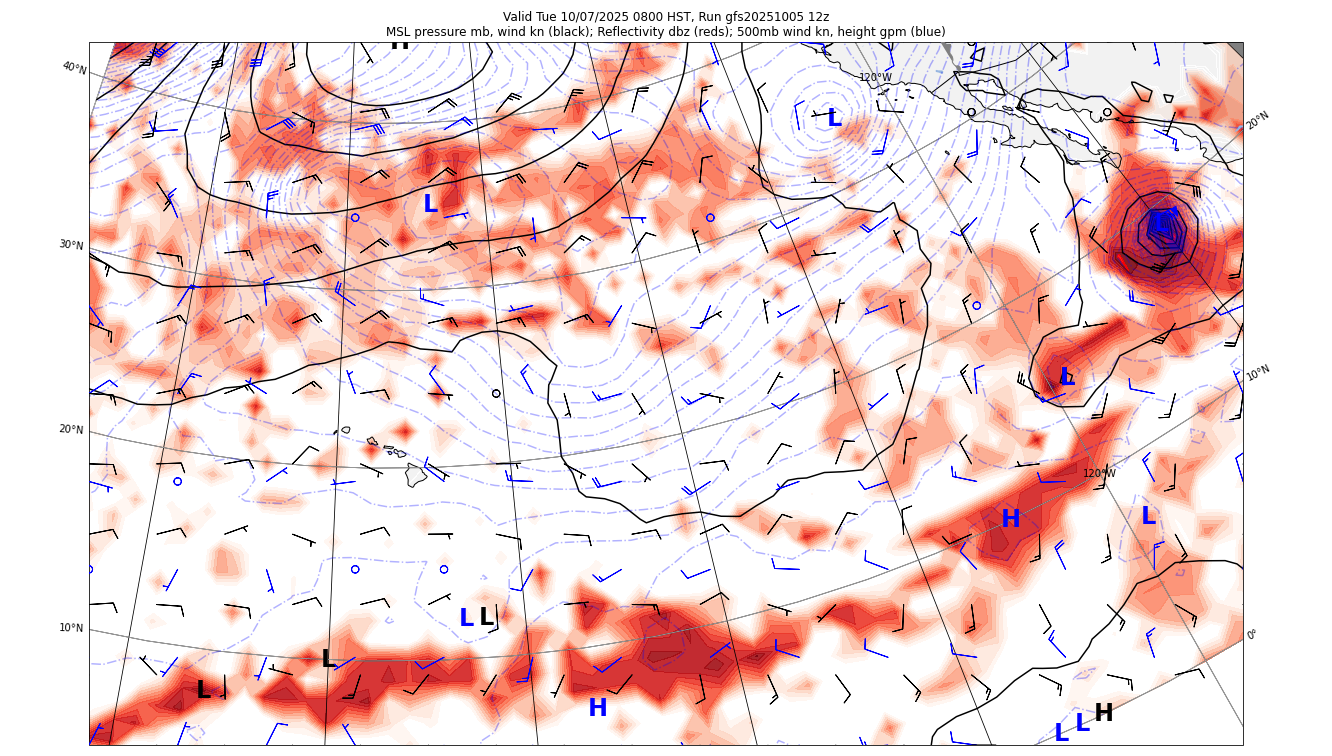 Valid Tue 10/07/2025 0800 HST, Run gfs20251005 12z
MSL pressure mb, wind kn (black); Reflectivity dbz (reds); 500mb wind kn, height gpm (blue)
H
40°N
120°W
L
20°N
L
30°N
L
10°N
20°N
120°W
H
L
L
L
10°N
0°
L
L
H
H
L
L